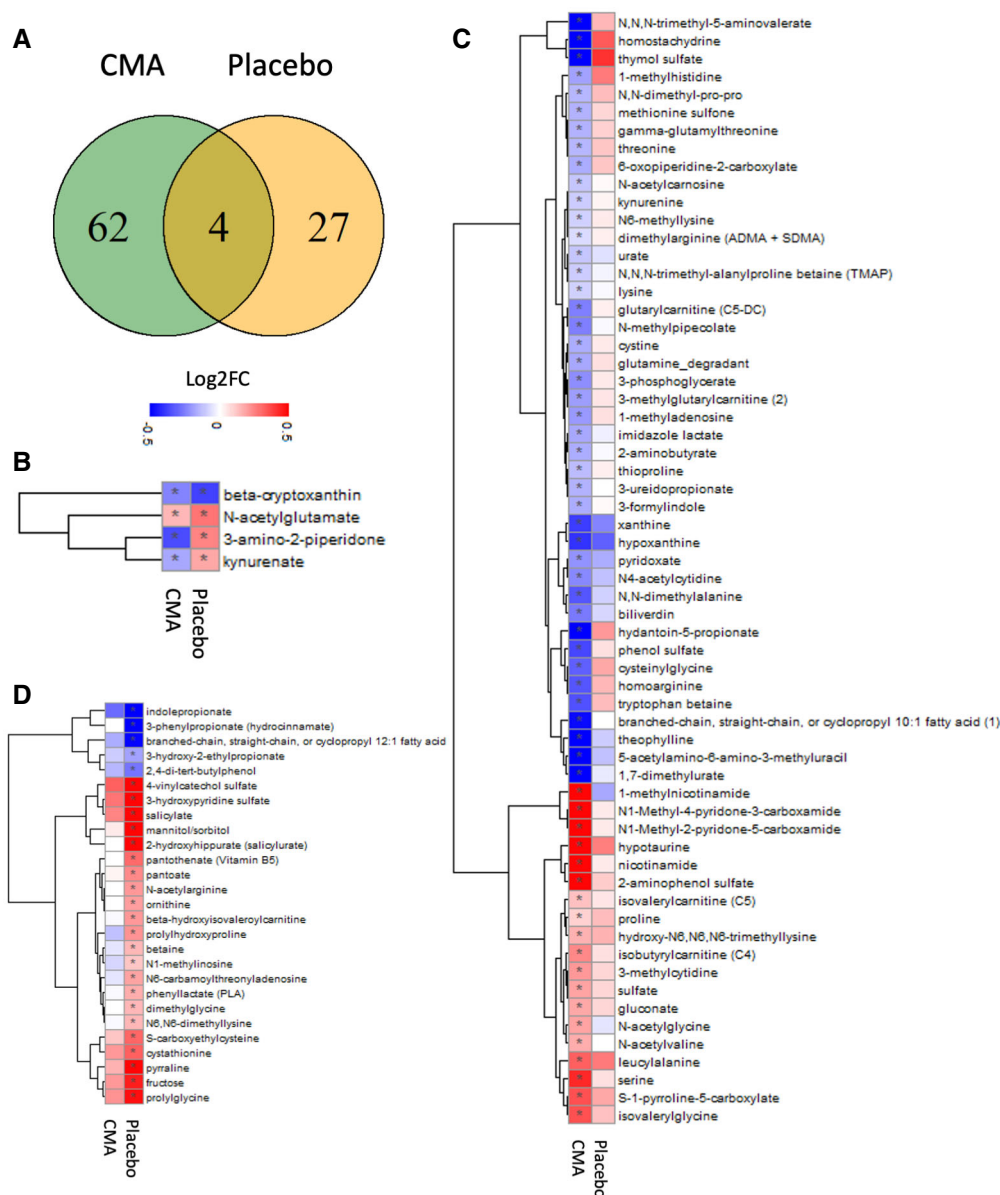 A
CMA
Placebo
62
4
27
Log2FC
-0.5
0.5
B
*
*
beta-cryptoxanthin
*
*
N-acetylglutamate
*
*
3-amino-2-piperidone
*
*
kynurenate
CMA
Placebo
C
* N,N,N-trimethyl-5-aminovalerate
* homostachydrine
* thymol sulfate
* 1-methylhistidine
* N,N-dimethyl-pro-pro
* methionine sulfone
* gamma-glutamylthreonine
* threonine
* 6-oxopiperidine-2-carboxylate
* N-acetylcarnosine
* kynurenine
* N6-methyllysine
* dimethylarginine (ADMA + SDMA)
* urate
* N,N,N-trimethyl-alanylproline betaine (TMAP)
* lysine
* glutarylcarnitine (C5-DC)
* N-methylpipecolate
* cystine
* glutamine_degradant
* 3-phosphoglycerate
* 3-methylglutarylcarnitine (2)
* 1-methyladenosine
* imidazole lactate
* 2-aminobutyrate
* thioproline
* 3-ureidopropionate
* 3-formylindole
* xanthine
* hypoxanthine
* pyridoxate
* N4-acetylcytidine
* N,N-dimethylalanine
* biliverdin
* hydantoin-5-propionate
* phenol sulfate
* cysteinylglycine
* homoarginine
* tryptophan betaine
* branched-chain, straight-chain, or cyclopropyl 10:1 fatty acid (1)
* theophylline
* 5-acetylamino-6-amino-3-methyluracil
* 1,7-dimethylurate
* 1-methylnicotinamide
* N1-Methyl-4-pyridone-3-carboxamide
* N1-Methyl-2-pyridone-5-carboxamide
* hypotaurine
* nicotinamide
* 2-aminophenol sulfate
* isovalerylcarnitine (C5)
* proline
* hydroxy-N6,N6,N6-trimethyllysine
* isobutyrylcarnitine (C4)
* 3-methylcytidine
* sulfate
* gluconate
* N-acetylglycine
* N-acetylvaline
* leucylalanine
* serine
* S-1-pyrroline-5-carboxylate
* isovalerylglycine
CMA
Placebo
D
* indolepropionate
* 3-phenylpropionate (hydrocinnamate)
* branched-chain, straight-chain, or cyclopropyl 12:1 fatty acid
* 3-hydroxy-2-ethylpropionate
* 2,4-di-tert-butylphenol
* 4-vinylcatechol sulfate
* 3-hydroxypyridine sulfate
* salicylate
* mannitol/sorbitol
* 2-hydroxyhippurate (salicylurate)
* pantothenate (Vitamin B5)
* pantoate
* N-acetylarginine
* ornithine
* beta-hydroxyisovaleroylcarnitine
* prolylhydroxyproline
* betaine
* N1-methylinosine
* N6-carbamoylthreonyladenosine
* phenyllactate (PLA)
* dimethylglycine
* N6,N6-dimethyllysine
* S-carboxyethylcysteine
* cystathionine
* pyrraline
* fructose
* prolylglycine
CMA
Placebo